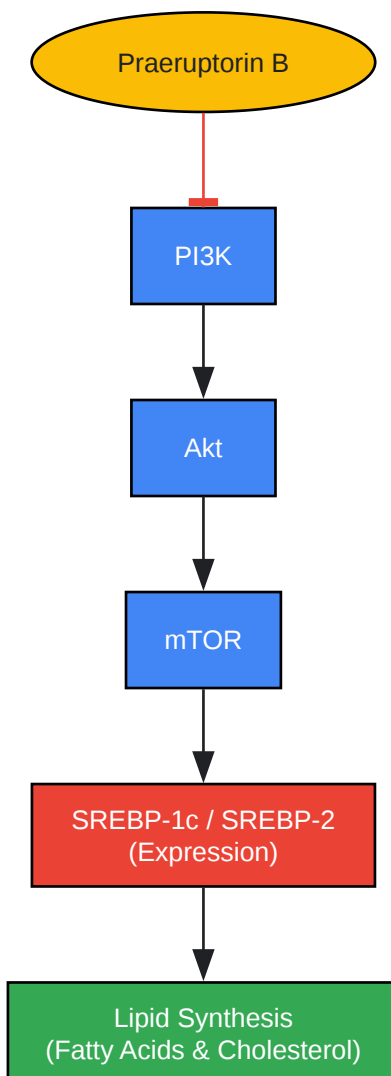 Praeruptorin B
PI3K
Akt
mTOR
SREBP-1c / SREBP-2
(Expression)
Lipid Synthesis
(Fatty Acids & Cholesterol)